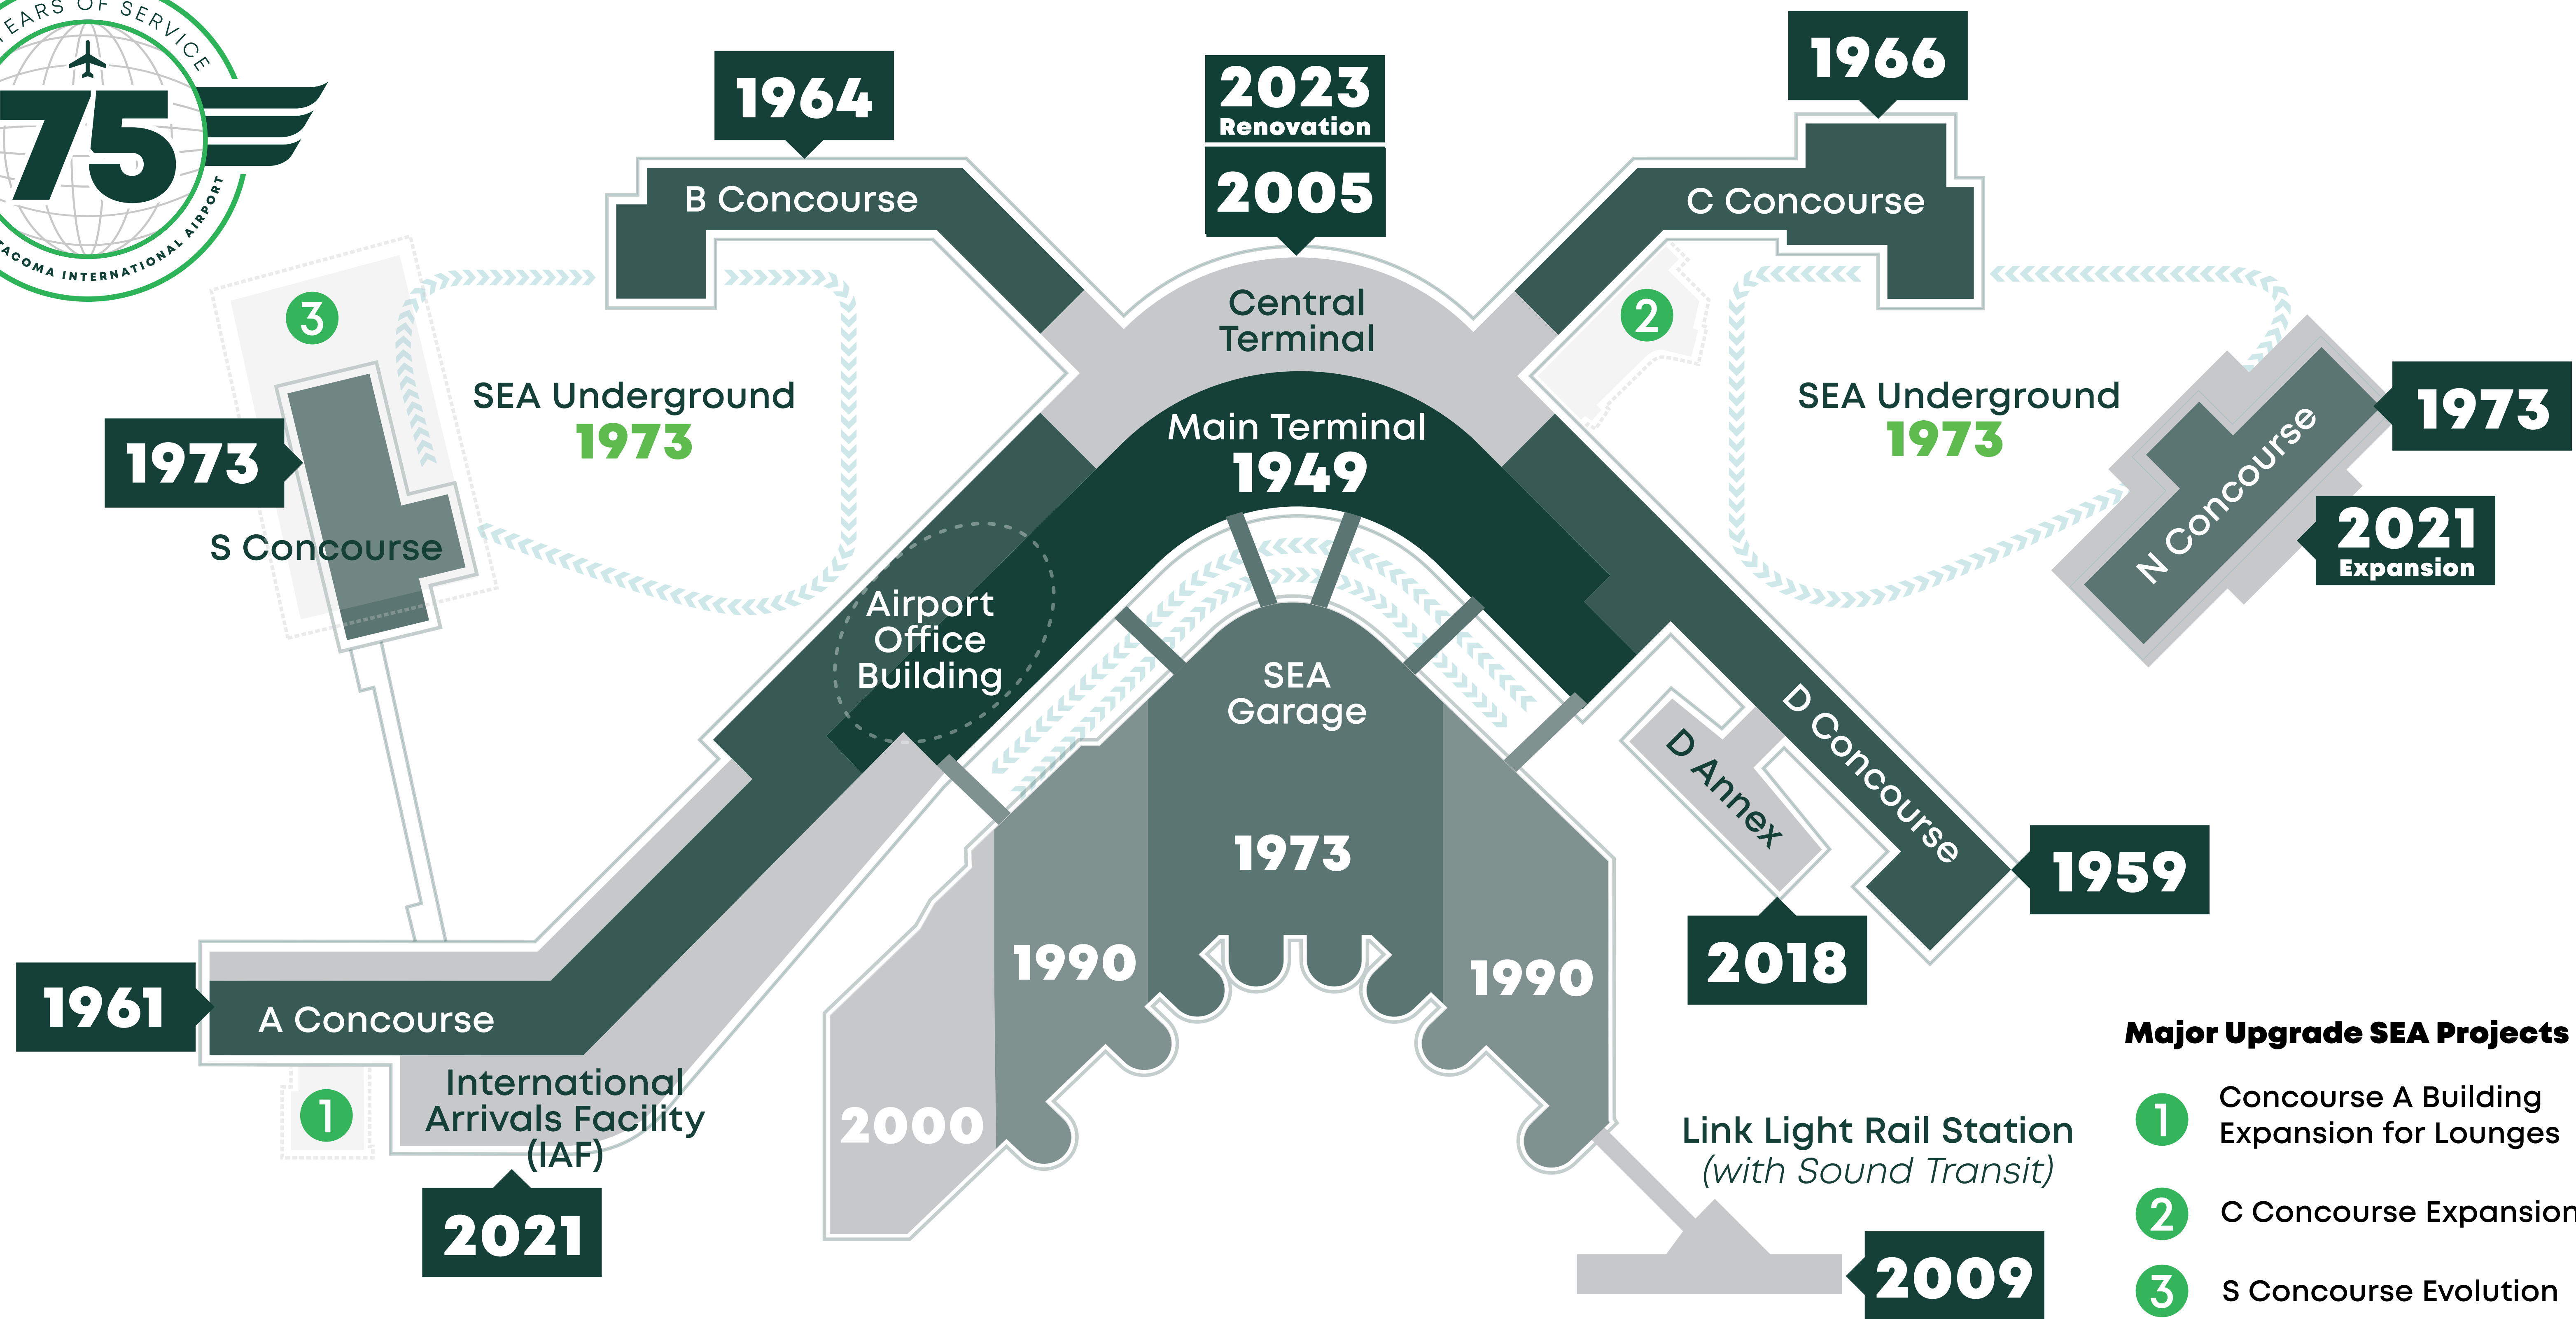 YEARS OF SERVICE
75
TACOMA INTERNATIONAL AIRPORT
1964
B Concourse
2023
Renovation
2005
1966
C Concourse
Central
Terminal
3
2
SEA Underground
1973
SEA Underground
1973
Main Terminal
1949
1973
S Concourse
1973
N Concourse
2021
Expansion
Airport
Office
Building
SEA
Garage
1973
1990
1990
2000
D Concourse
D Annex
1959
2018
1961
A Concourse
1
International
Arrivals Facility
(IAF)
2021
Link Light Rail Station
(with Sound Transit)
2009
Major Upgrade SEA Projects
1 Concourse A Building
Expansion for Lounges
2 C Concourse Expansion
3 S Concourse Evolution